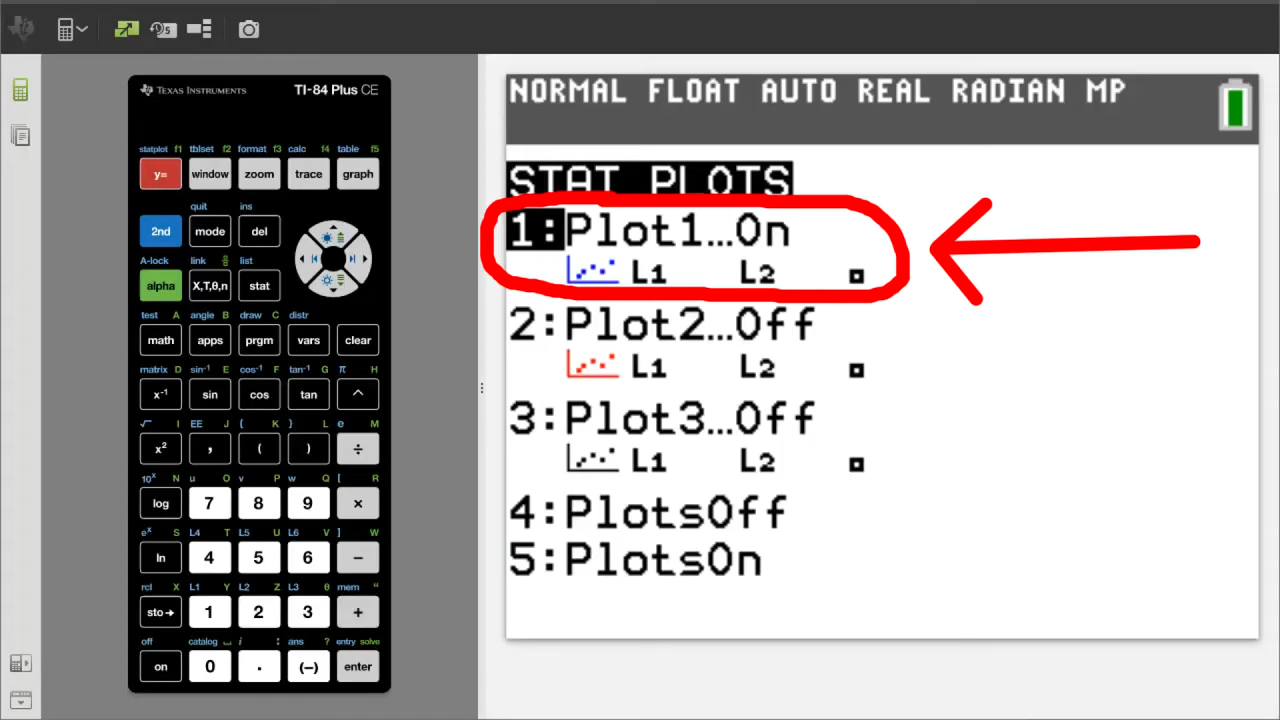 TEXAS INSTRUMENTS TI-84 Plus CE
statplot f1 tblset f2 format f3 calc f4 table f5
y= window zoom trace graph
quit ins
2nd mode del
A-lock link list
alpha X,T,θ,n stat
test A angle B draw C distr
math apps prgm vars clear
matrix D sin⁻¹ E cos⁻¹ F tan⁻¹ G π H
x⁻¹ sin cos tan ^
√ I EE J { K } L e M
x² , ( ) ÷
10ˣ N u O v P w Q [ R
log 7 8 9 ×
eˣ S L4 T L5 U L6 V ] W
ln 4 5 6 −
rcl X L1 Y L2 Z L3 θ mem "
sto→ 1 2 3 +
off catalog ⎵ i : ans ? entry solve
on 0 . (−) enter
NORMAL FLOAT AUTO REAL RADIAN MP
STAT PLOTS
1:Plot1…On
L1 L2
2:Plot2…Off
L1 L2
3:Plot3…Off
L1 L2
4:PlotsOff
5:PlotsOn